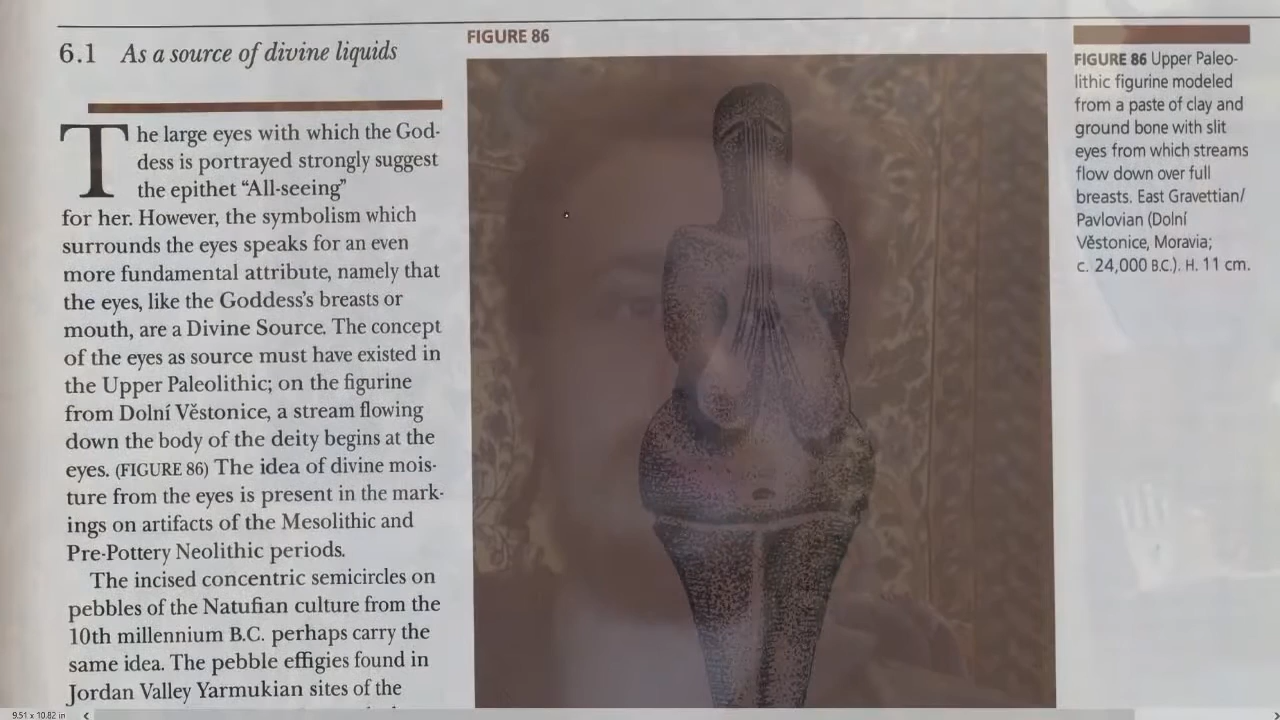 6.1 As a source of divine liquids
The large eyes with which the God-
dess is portrayed strongly suggest
the epithet “All-seeing”
for her. However, the symbolism which
surrounds the eyes speaks for an even
more fundamental attribute, namely that
the eyes, like the Goddess’s breasts or
mouth, are a Divine Source. The concept
of the eyes as source must have existed in
the Upper Paleolithic; on the figurine
from Dolní Věstonice, a stream flowing
down the body of the deity begins at the
eyes. (FIGURE 86) The idea of divine mois-
ture from the eyes is present in the mark-
ings on artifacts of the Mesolithic and
Pre-Pottery Neolithic periods.
The incised concentric semicircles on
pebbles of the Natufian culture from the
10th millennium B.C. perhaps carry the
same idea. The pebble effigies found in
Jordan Valley Yarmukian sites of the
FIGURE 86
FIGURE 86 Upper Paleo-
lithic figurine modeled
from a paste of clay and
ground bone with slit
eyes from which streams
flow down over full
breasts. East Gravettian/
Pavlovian (Dolní
Věstonice, Moravia;
c. 24,000 B.C.). H. 11 cm.
9.51 x 10.82 in